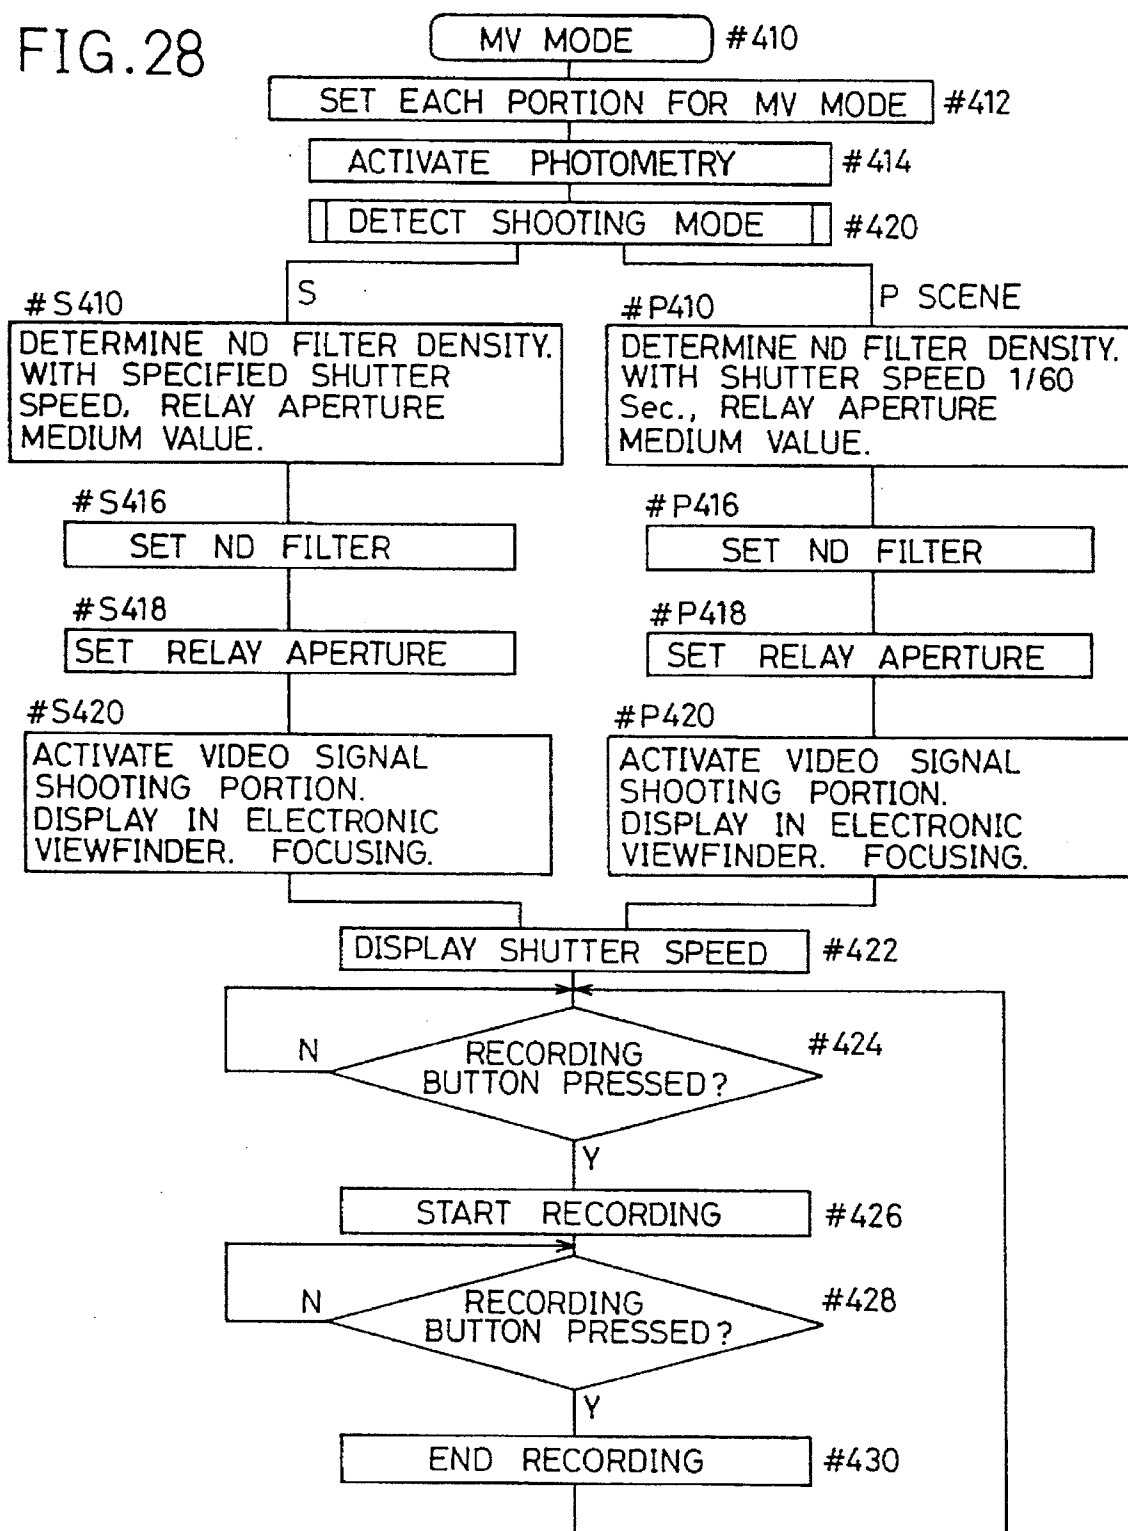 FIG.28
MV MODE #410
SET EACH PORTION FOR MV MODE #412
ACTIVATE PHOTOMETRY #414
DETECT SHOOTING MODE #420
S
#S410
DETERMINE ND FILTER DENSITY.
WITH SPECIFIED SHUTTER
SPEED, RELAY APERTURE
MEDIUM VALUE.
#S416
SET ND FILTER
#S418
SET RELAY APERTURE
#S420
ACTIVATE VIDEO SIGNAL
SHOOTING PORTION.
DISPLAY IN ELECTRONIC
VIEWFINDER. FOCUSING.
P SCENE
#P410
DETERMINE ND FILTER DENSITY.
WITH SHUTTER SPEED 1/60
Sec., RELAY APERTURE
MEDIUM VALUE.
#P416
SET ND FILTER
#P418
SET RELAY APERTURE
#P420
ACTIVATE VIDEO SIGNAL
SHOOTING PORTION.
DISPLAY IN ELECTRONIC
VIEWFINDER. FOCUSING.
DISPLAY SHUTTER SPEED #422
N
RECORDING
BUTTON PRESSED?
#424
Y
START RECORDING #426
N
RECORDING
BUTTON PRESSED?
#428
Y
END RECORDING #430